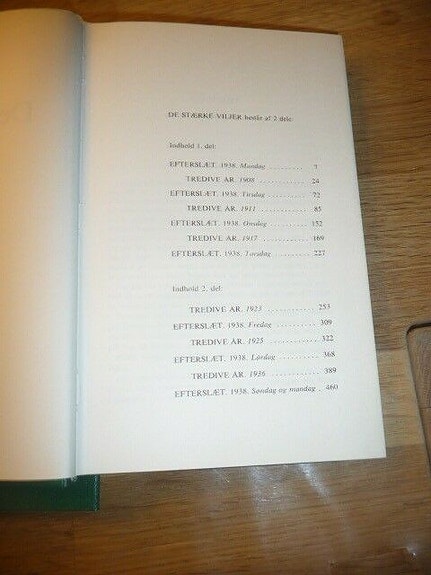 DE STÆRKE VILJER består af 2 dele:
Indhold 1. del:
EFTERSLÆT. 1938. Mandag .......... 7
TREDIVE ÅR. 1908 ............ 24
EFTERSLÆT. 1938. Tirsdag .......... 72
TREDIVE ÅR. 1911 ............ 85
EFTERSLÆT. 1938. Onsdag .......... 152
TREDIVE ÅR. 1917 ............ 169
EFTERSLÆT. 1938. Torsdag .......... 227
Indhold 2. del:
TREDIVE ÅR. 1923 ............ 253
EFTERSLÆT. 1938. Fredag .......... 309
TREDIVE ÅR. 1925 ............ 322
EFTERSLÆT. 1938. Lørdag .......... 368
TREDIVE ÅR. 1936 ............ 389
EFTERSLÆT. 1938. Søndag og mandag . 460